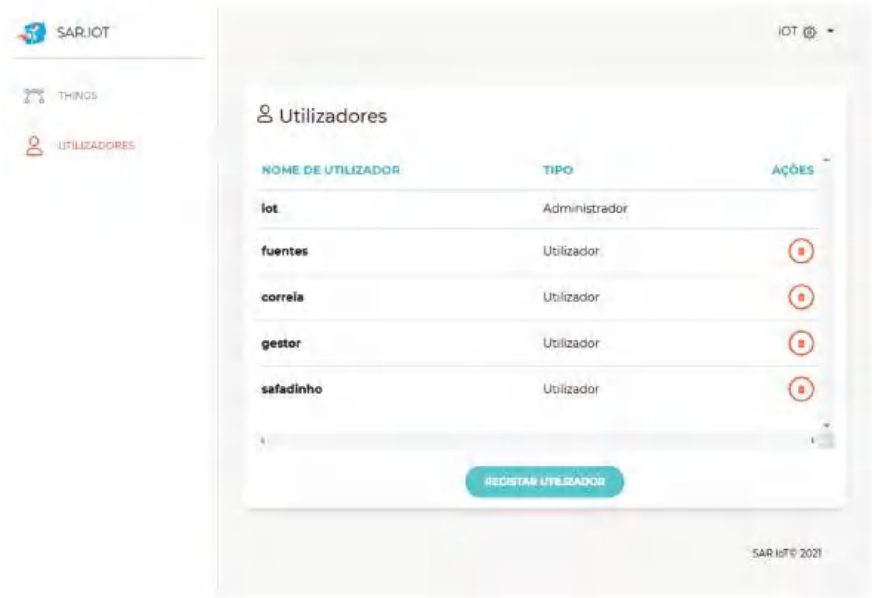 SAR.IOT
IOT
THINGS
UTILIZADORES
Utilizadores
NOME DE UTILIZADOR TIPO AÇÕES
iot Administrador
fuentes Utilizador
correia Utilizador
gestor Utilizador
safadinho Utilizador
REGISTAR UTILIZADOR
SAR.IoT© 2021